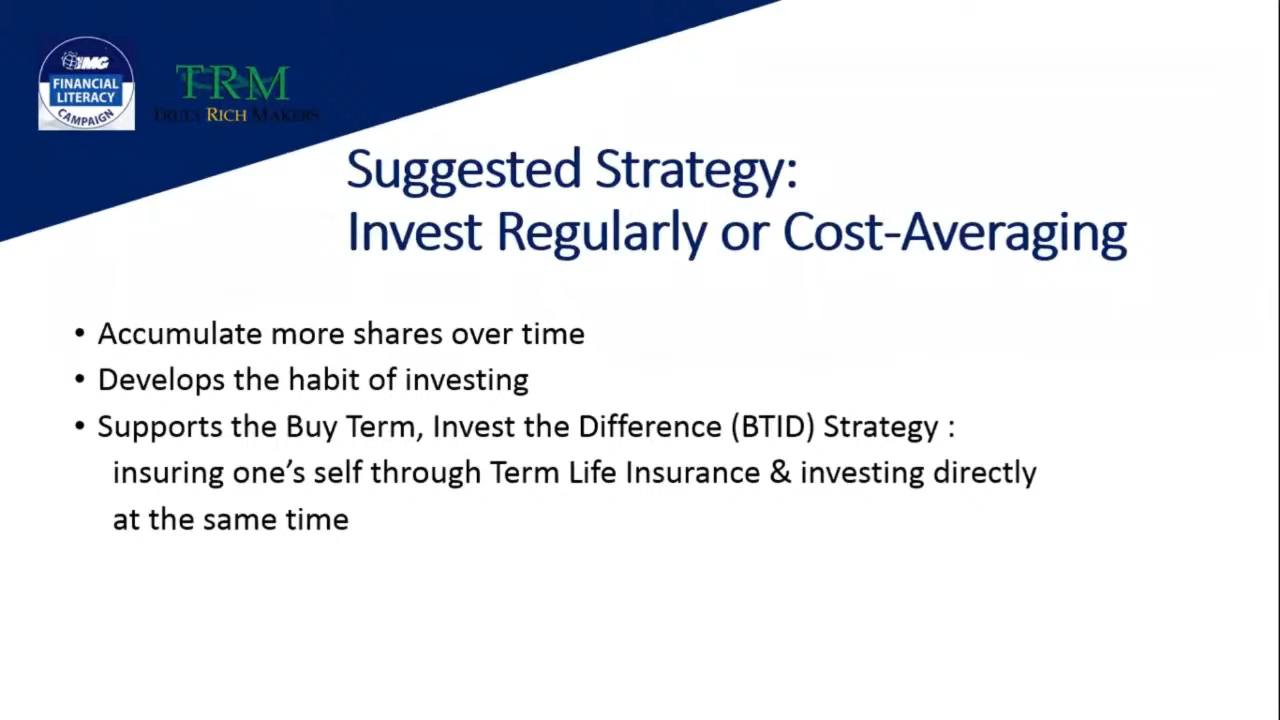 IMG
FINANCIAL
LITERACY
CAMPAIGN
TRM
TRULY RICH MAKERS
Suggested Strategy:
Invest Regularly or Cost-Averaging
• Accumulate more shares over time
• Develops the habit of investing
• Supports the Buy Term, Invest the Difference (BTID) Strategy :
insuring one’s self through Term Life Insurance & investing directly
at the same time